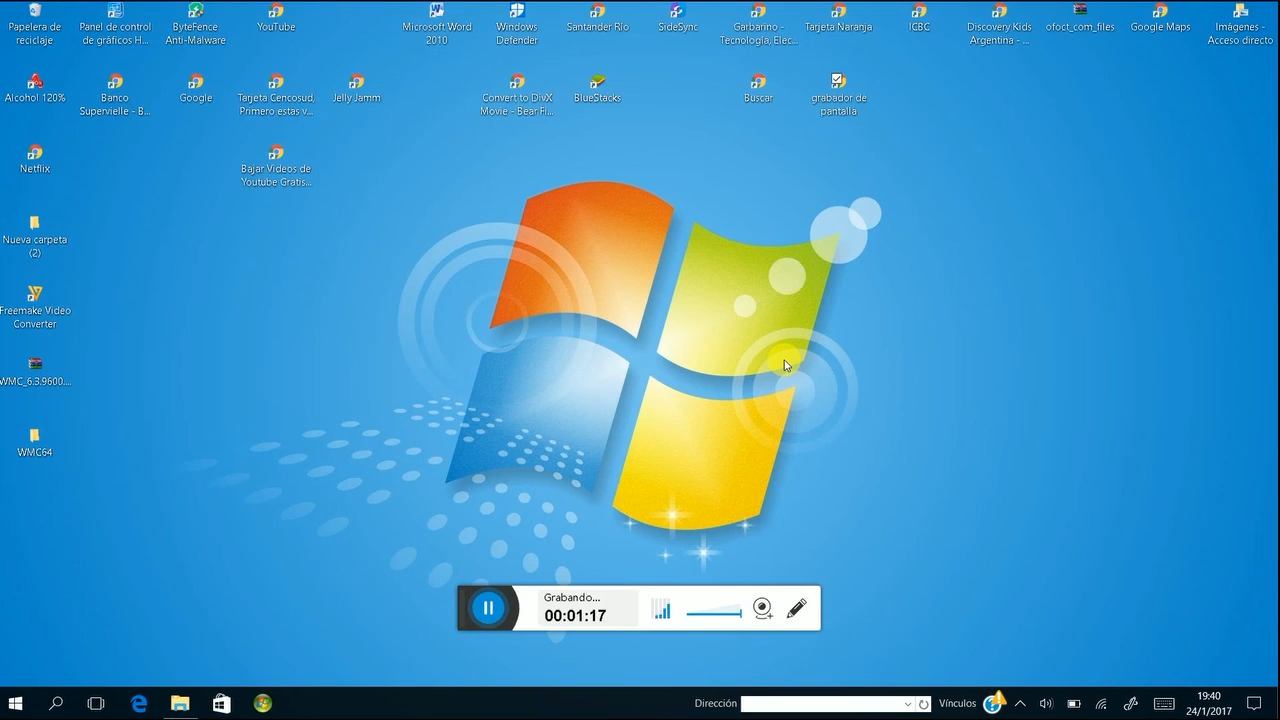 Papelera de
reciclaje
Panel de control
de gráficos H...
ByteFence
Anti-Malware
YouTube
Microsoft Word
2010
Windows
Defender
Santander Río
SideSync
Garbarino -
Tecnología, Elec...
Tarjeta Naranja
ICBC
Discovery Kids
Argentina - ...
ofoct_com_files
Google Maps
Imágenes -
Acceso directo
Alcohol 120%
Banco
Supervielle - B...
Google
Tarjeta Cencosud,
Primero estas v...
Jelly Jamm
Convert to DivX
Movie - Bear Fl...
BlueStacks
Buscar
grabador de
pantalla
Netflix
Bajar Videos de
Youtube Gratis...
Nueva carpeta
(2)
Freemake Video
Converter
WMC_6.3.9600....
WMC64
Grabando...
00:01:17
Dirección
Vínculos
19:40
24/1/2017